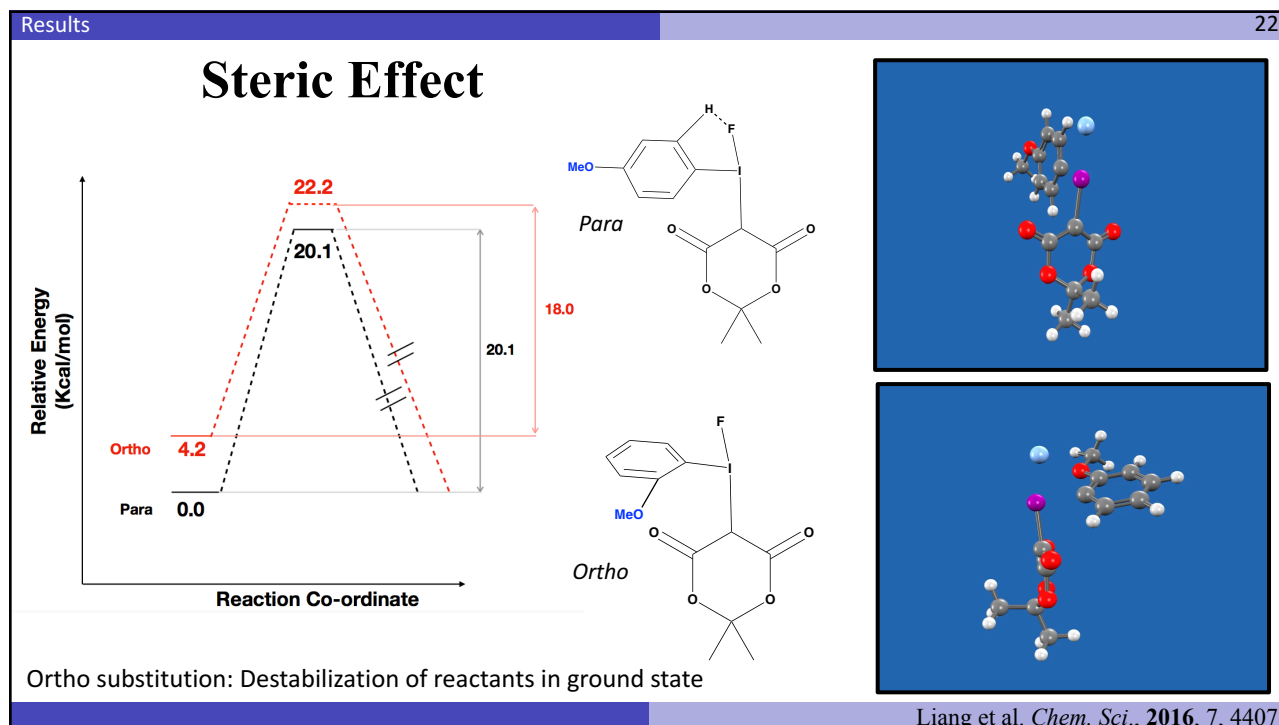 Results
22
Steric Effect
Relative Energy
(Kcal/mol)
22.2
20.1
18.0
20.1
Ortho
4.2
Para
0.0
Reaction Co-ordinate
H
F
MeO
I
Para
O
O
O
O
F
I
MeO
O
O
Ortho
O
O
Ortho substitution: Destabilization of reactants in ground state
Liang et al. Chem. Sci., 2016, 7, 4407